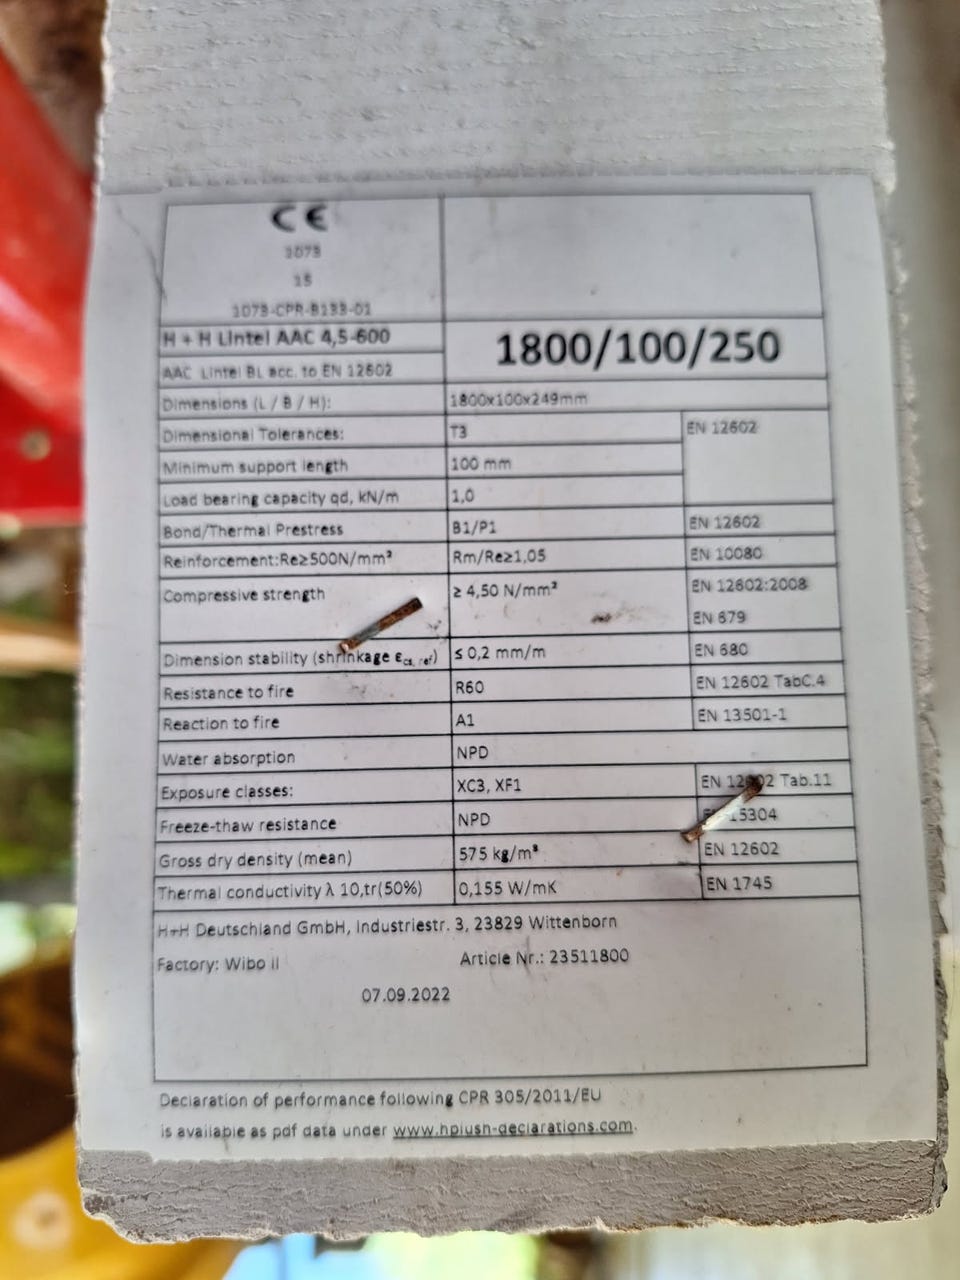 CE
1073
15
1073-CPR-B133-01
H + H Lintel AAC 4,5-600
1800/100/250
AAC Lintel BL acc. to EN 12602
Dimensions (L / B / H): 1800x100x249mm
Dimensional Tolerances: T3 EN 12602
Minimum support length 100 mm
Load bearing capacity qd, kN/m 1,0
Bond/Thermal Prestress B1/P1 EN 12602
Reinforcement:Re≥500N/mm² Rm/Re≥1,05 EN 10080
Compressive strength ≥ 4,50 N/mm² EN 12602:2008
EN 679
Dimension stability (shrinkage εcs, ref) ≤ 0,2 mm/m EN 680
Resistance to fire R60 EN 12602 TabC.4
Reaction to fire A1 EN 13501-1
Water absorption NPD
Exposure classes: XC3, XF1 EN 12602 Tab.11
Freeze-thaw resistance NPD EN 15304
Gross dry density (mean) 575 kg/m³ EN 12602
Thermal conductivity λ 10,tr(50%) 0,155 W/mK EN 1745
H+H Deutschland GmbH, Industriestr. 3, 23829 Wittenborn
Factory: Wibo II Article Nr.: 23511800
07.09.2022
Declaration of performance following CPR 305/2011/EU
is available as pdf data under www.hplush-declarations.com.